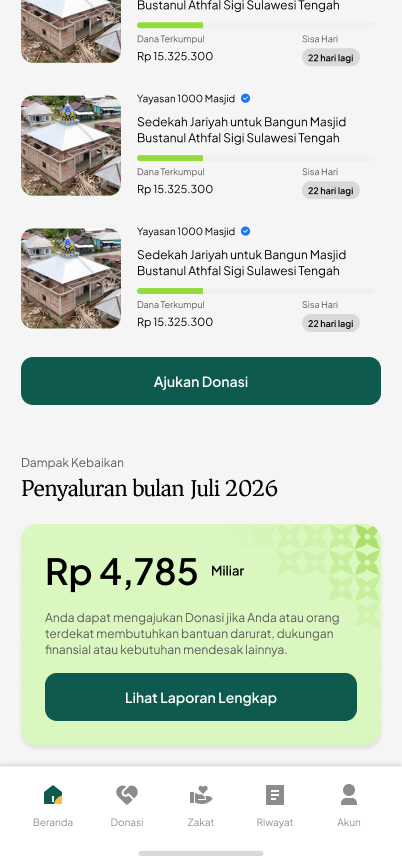 Bustanul Athfal Sigi Sulawesi Tengah
Dana Terkumpul
Sisa Hari
Rp 15.325.300
22 hari lagi
Yayasan 1000 Masjid
Sedekah Jariyah untuk Bangun Masjid
Bustanul Athfal Sigi Sulawesi Tengah
Dana Terkumpul
Sisa Hari
Rp 15.325.300
22 hari lagi
Yayasan 1000 Masjid
Sedekah Jariyah untuk Bangun Masjid
Bustanul Athfal Sigi Sulawesi Tengah
Dana Terkumpul
Sisa Hari
Rp 15.325.300
22 hari lagi
Ajukan Donasi
Dampak Kebaikan
Penyaluran bulan Juli 2026
Rp 4,785 Miliar
Anda dapat mengajukan Donasi jika Anda atau orang
terdekat membutuhkan bantuan darurat, dukungan
finansial atau kebutuhan mendesak lainnya.
Lihat Laporan Lengkap
Beranda
Donasi
Zakat
Riwayat
Akun